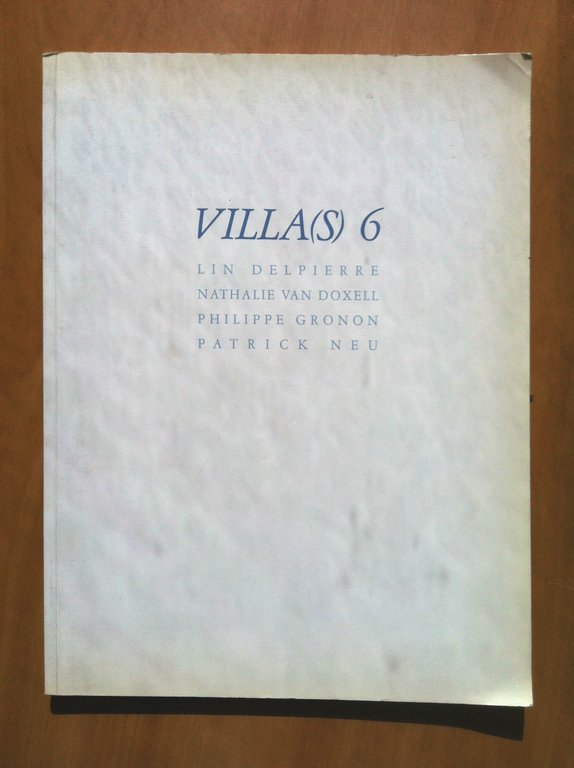 VILLA(S) 6
LIN DELPIERRE
NATHALIE VAN DOXELL
PHILIPPE GRONON
PATRICK NEU